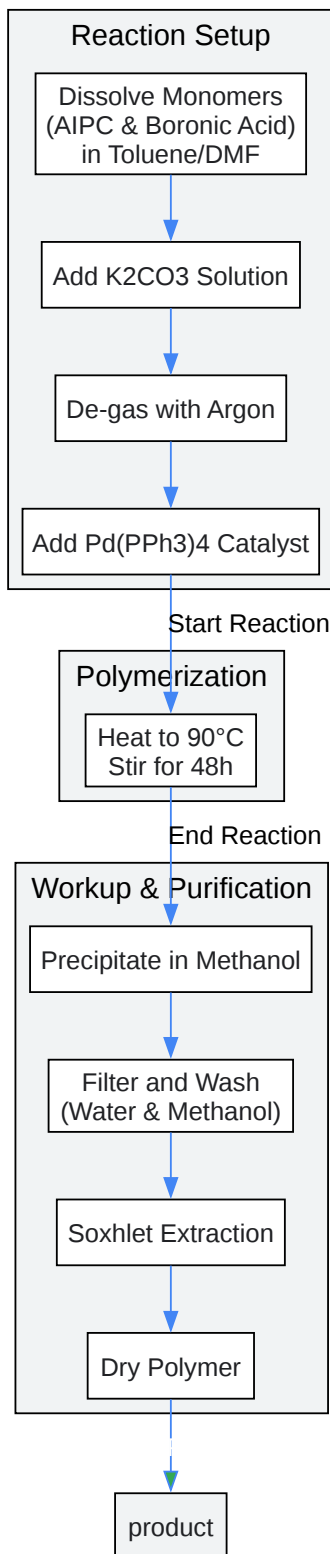 Reaction Setup
Dissolve Monomers
(AIPC & Boronic Acid)
in Toluene/DMF
Add K2CO3 Solution
De-gas with Argon
Add Pd(PPh3)4 Catalyst
Start Reaction
Polymerization
Heat to 90°C
Stir for 48h
End Reaction
Workup & Purification
Precipitate in Methanol
Filter and Wash
(Water & Methanol)
Soxhlet Extraction
Dry Polymer
product